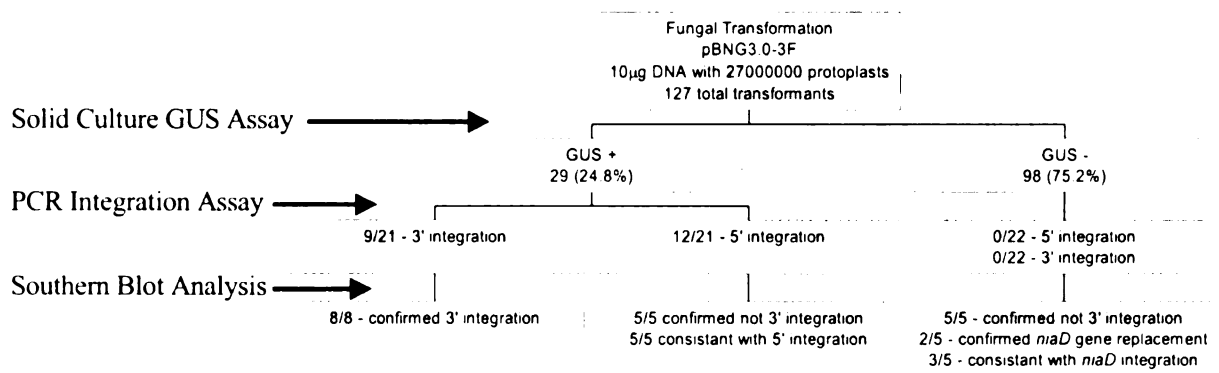 Fungal Transformation
pBNG3.0-3F
10µg DNA with 27000000 protoplasts
127 total transformants
Solid Culture GUS Assay
GUS +
29 (24.8%)
GUS -
98 (75.2%)
PCR Integration Assay
9/21 - 3' integration
12/21 - 5' integration
0/22 - 5' integration
0/22 - 3' integration
Southern Blot Analysis
8/8 - confirmed 3' integration
5/5 confirmed not 3' integration
5/5 consistant with 5' integration
5/5 - confirmed not 3' integration
2/5 - confirmed niaD gene replacement
3/5 - consistant with niaD integration